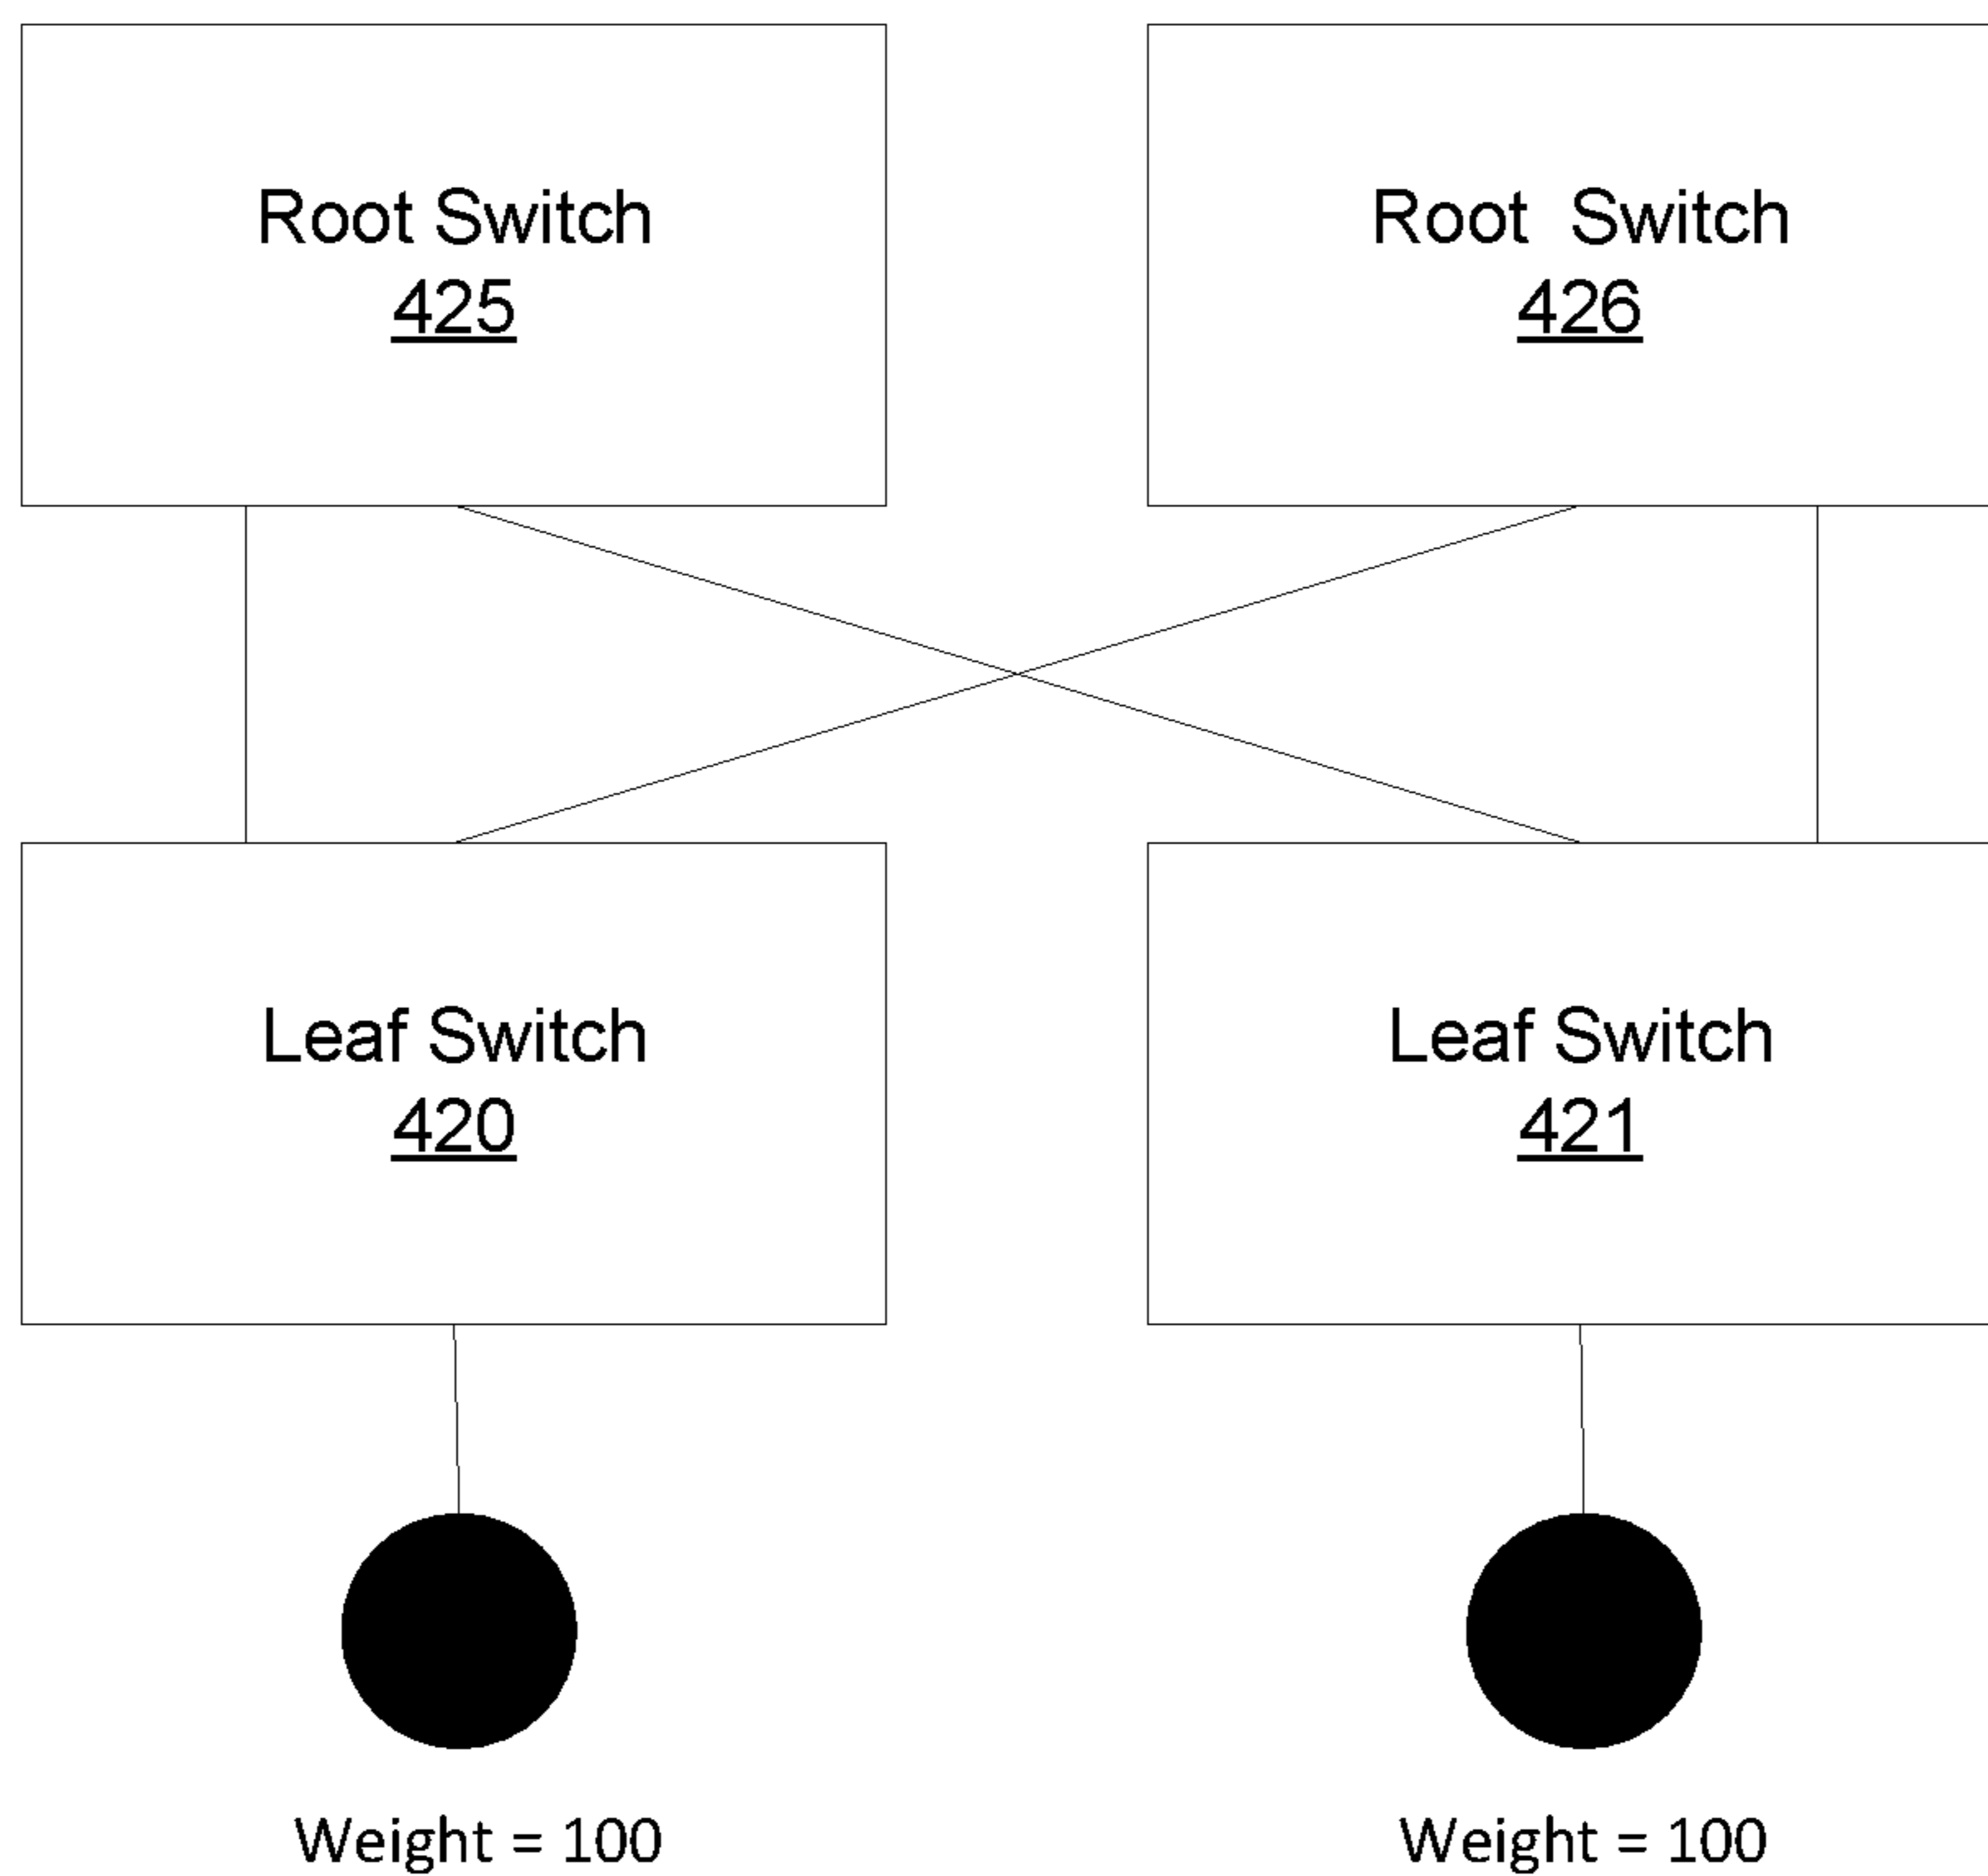 Root Switch
425
Root Switch
426
Leaf Switch
420
Leaf Switch
421
Weight = 100
Weight = 100